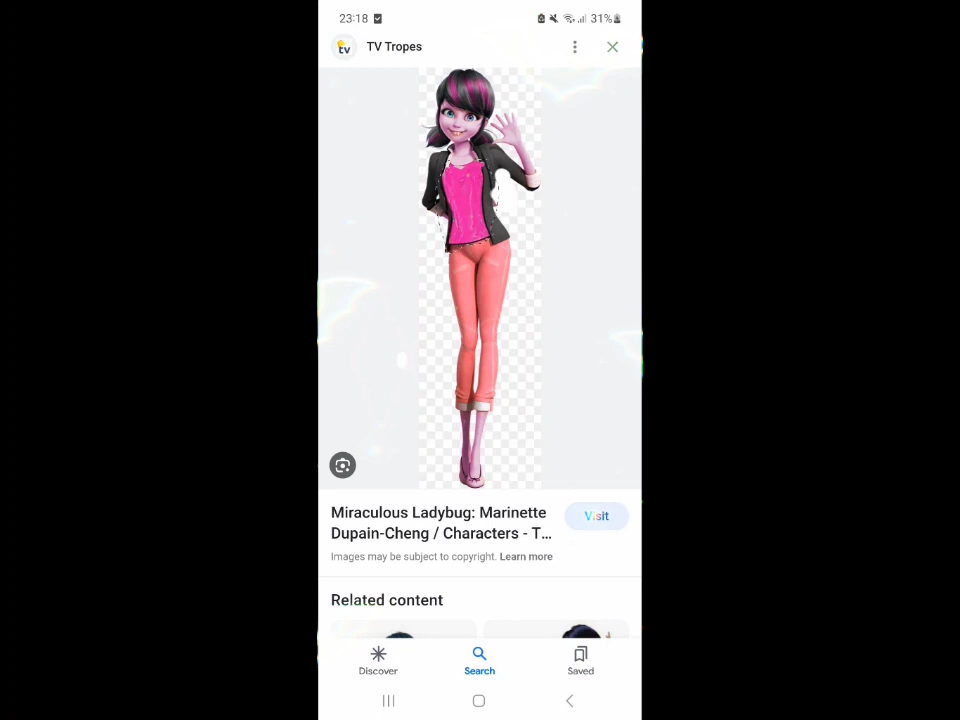 23:18
31%
tv
TV Tropes
Miraculous Ladybug: Marinette
Dupain-Cheng / Characters - T...
Visit
Images may be subject to copyright. Learn more
Related content
Discover
Search
Saved